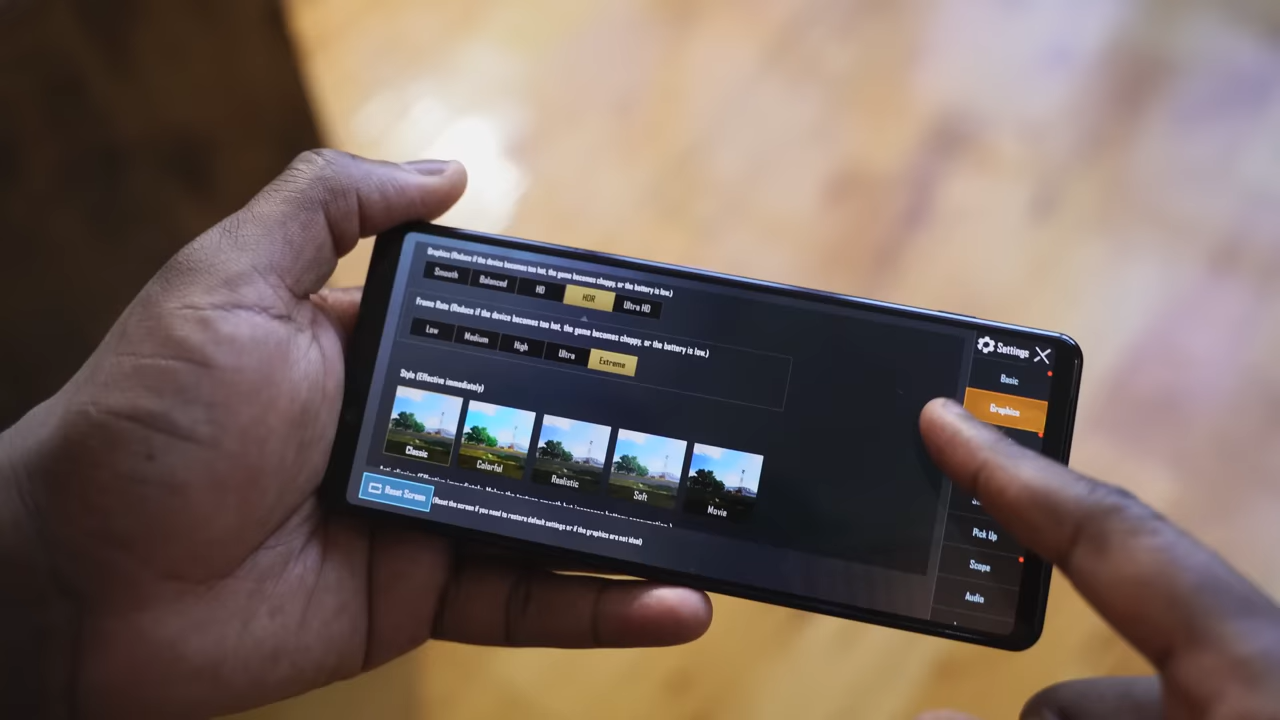 Graphics (Reduce if the device becomes too hot, the game becomes choppy, or the battery is low.)
Smooth Balanced HD HDR Ultra HD
Frame Rate (Reduce if the device becomes too hot, the game becomes choppy, or the battery is low.)
Low Medium High Ultra Extreme
Style (Effective immediately)
Classic Colorful Realistic Soft Movie
Reset Screen (Reset the screen if you need to restore default settings or if the graphics are not ideal)
Settings
Basic
Graphics
Pick Up
Scope
Audio